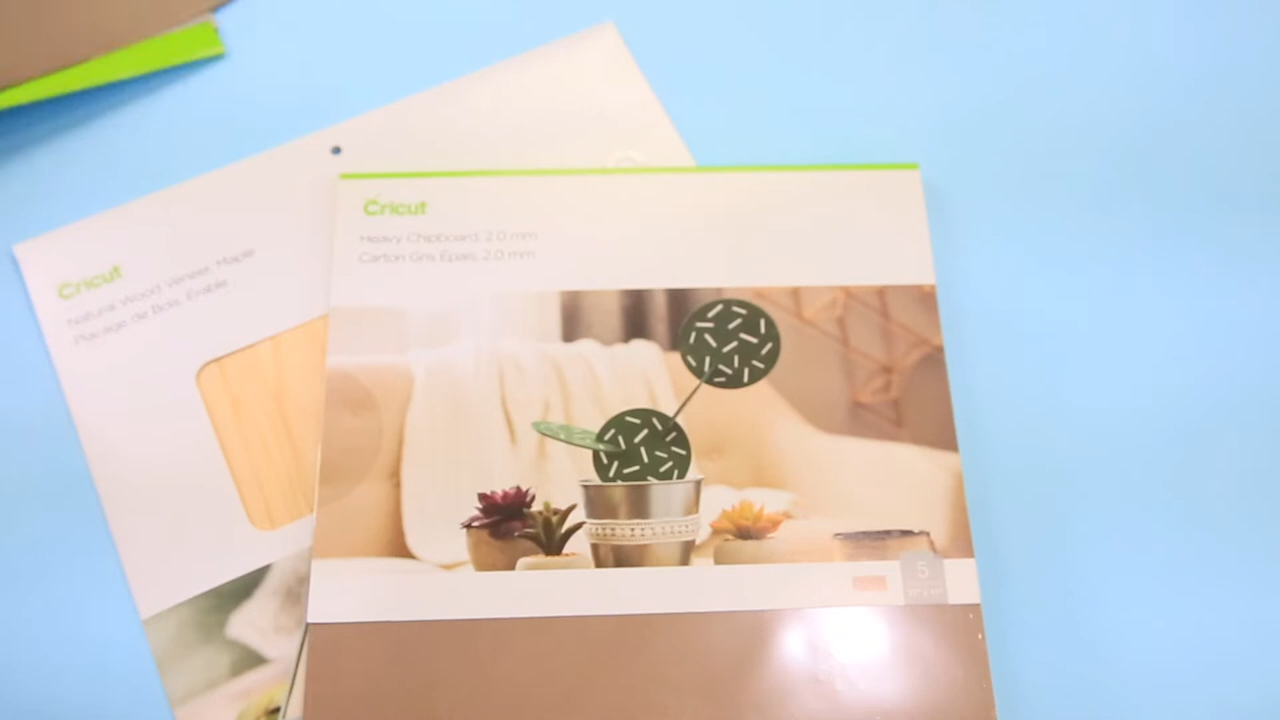 Cricut
Natural Wood Veneer, Maple
Placage de Bois, Érable
Cricut
Heavy Chipboard, 2.0 mm
Carton Gris Épais, 2.0 mm
5